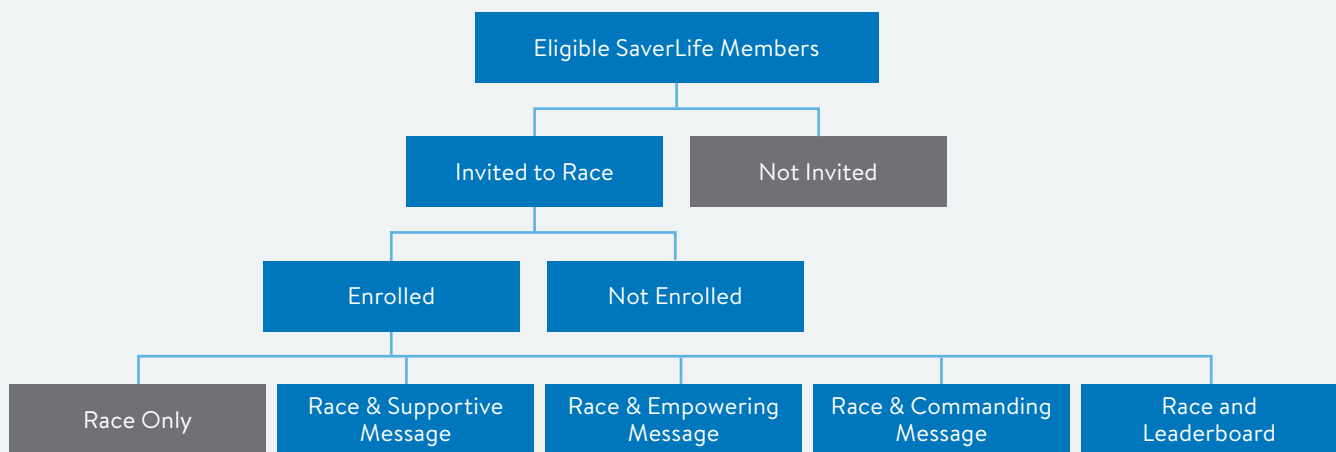 Eligible SaverLife Members
Invited to Race
Not Invited
Enrolled
Not Enrolled
Race Only
Race & Supportive
Message
Race & Empowering
Message
Race & Commanding
Message
Race and
Leaderboard